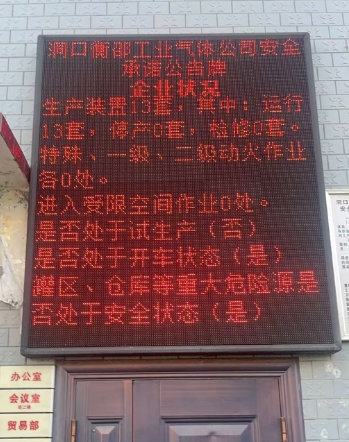 洞口衡邵工业气体公司安全
承诺公告牌
企业状况
生产装置13套，其中：运行
13套，停产0套，检修0套。
特殊、一级、二级动火作业
各0处。
进入受限空间作业0处。
是否处于试生产（否）
是否处于开车状态（是）
罐区、仓库等重大危险源是
否处于安全状态（是）
办公室
会议室
贸易部